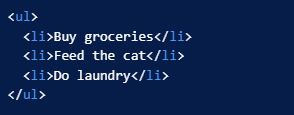 <ul>
  <li>Buy groceries</li>
  <li>Feed the cat</li>
  <li>Do laundry</li>
</ul>